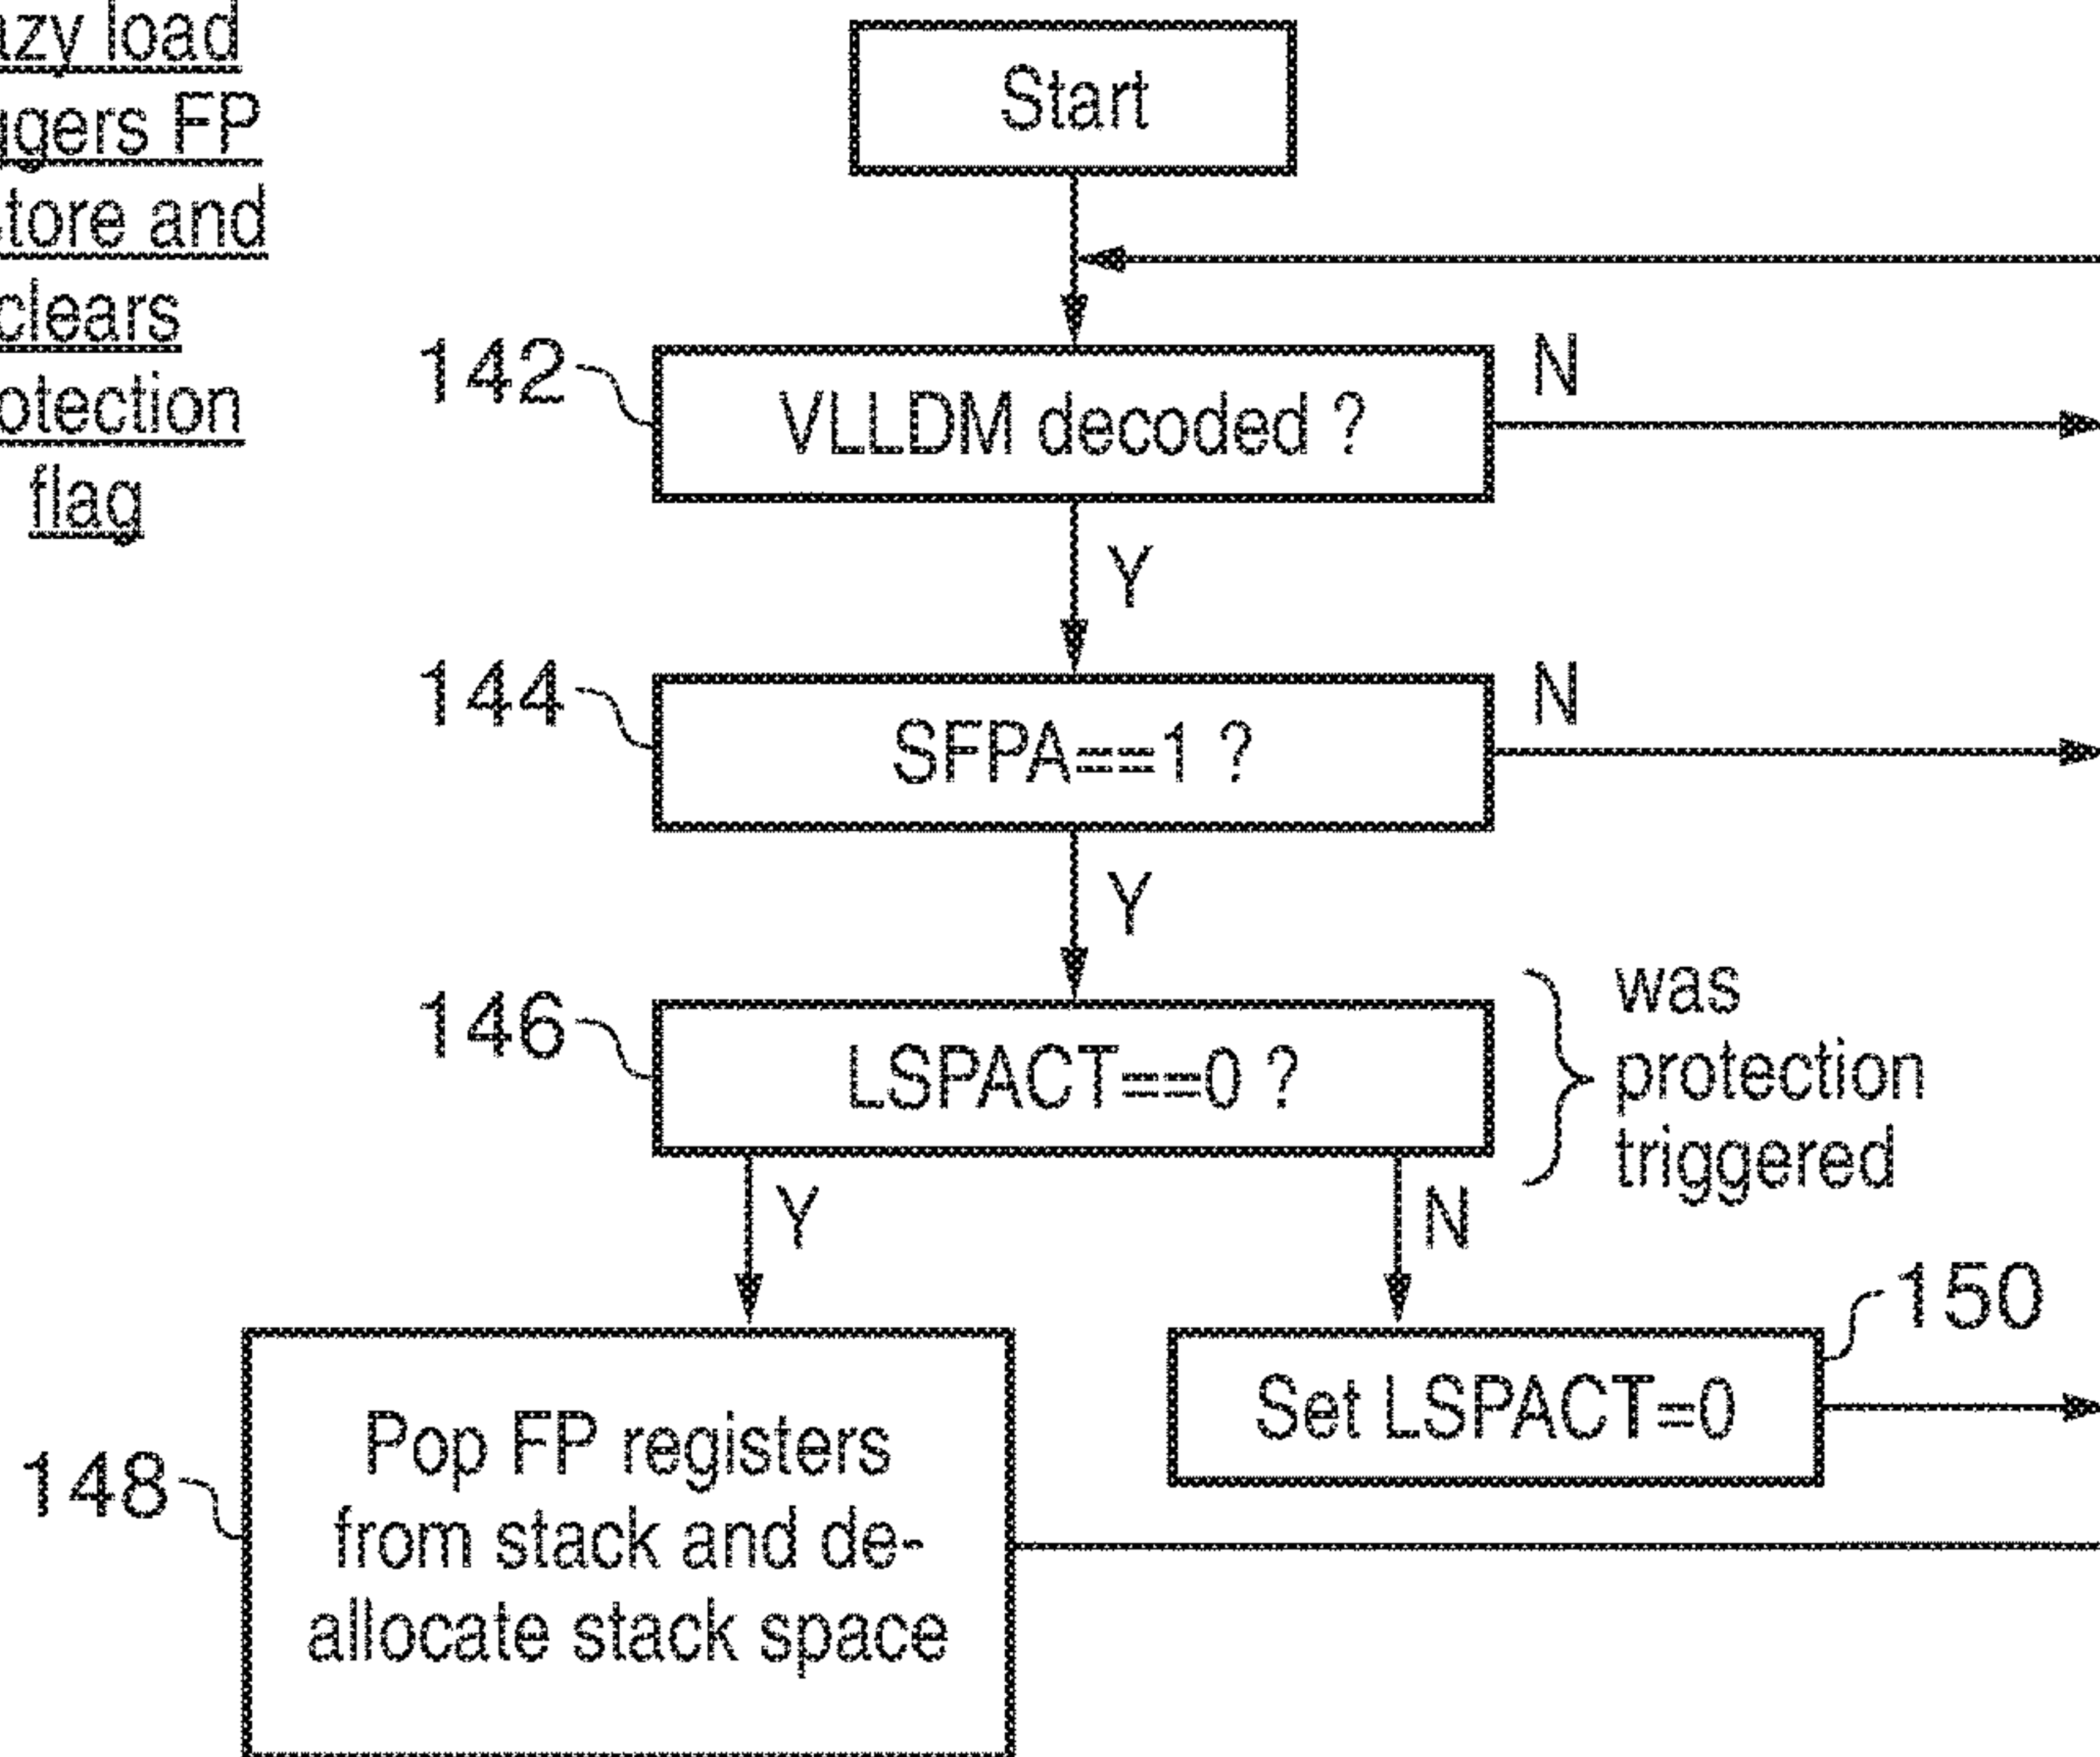 azy load
ggers FP
store and
clears
otection
flag
Start
142
VLLDM decoded ?
N
Y
144
SFPA==1 ?
N
Y
146
LSPACT==0 ?
was
protection
triggered
Y
N
150
Set LSPACT=0
148
Pop FP registers
from stack and de-
allocate stack space